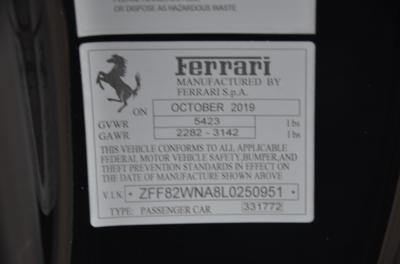 OR DISPOSE AS HAZARDOUS WASTE
Ferrari
MANUFACTURED BY
FERRARI S.p.A.
ON OCTOBER 2019
GVWR 5423 lbs
GAWR 2282 - 3142 lbs
THIS VEHICLE CONFORMS TO ALL APPLICABLE
FEDERAL MOTOR VEHICLE SAFETY, BUMPER, AND
THEFT PREVENTION STANDARDS IN EFFECT ON
THE DATE OF MANUFACTURE SHOWN ABOVE.
V.I.N. *ZFF82WNA8L0250951*
TYPE: PASSENGER CAR 331772